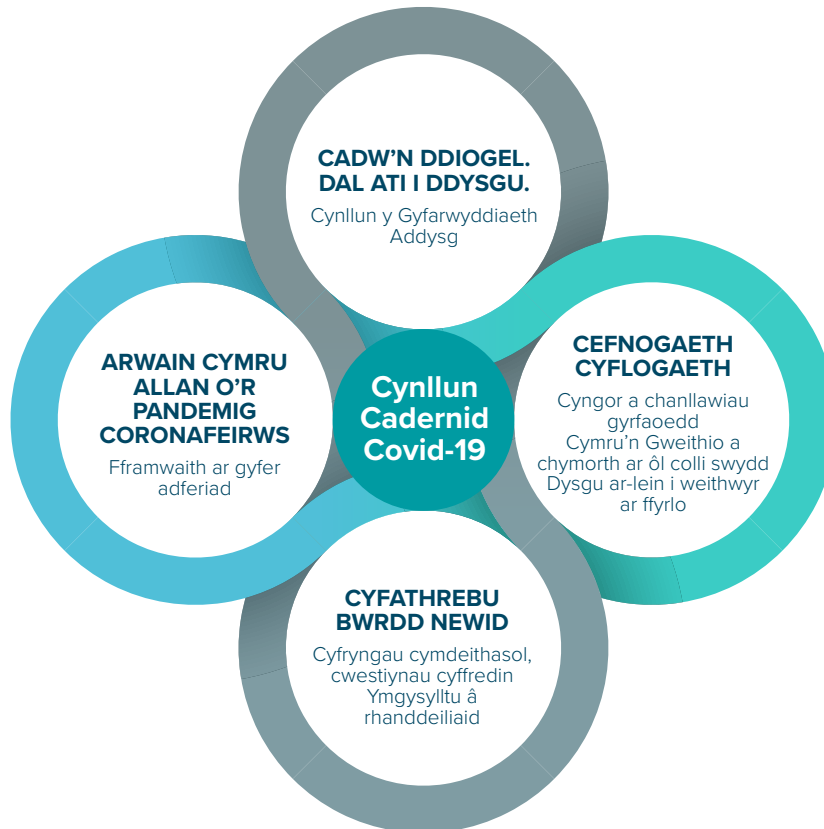 CADW'N DDIOGEL.
DAL ATI I DDYSGU.
Cynllun y Gyfarwyddiaeth
Addysg
ARWAIN CYMRU
ALLAN O'R
PANDEMIG
CORONAFEIRWS
Fframwaith ar gyfer
adferiad
Cynllun
Cadernid
Covid-19
CEFNOGAETH
CYFLOGAETH
Cyngor a chanllawiau
gyrfaoedd
Cymru'n Gweithio a
chymorth ar ôl colli swydd
Dysgu ar-lein i weithwyr
ar ffyrlo
CYFATHREBU
BWRDD NEWID
Cyfryngau cymdeithasol,
cwestiynau cyffredin
Ymgysylltu â
rhanddeiliaid